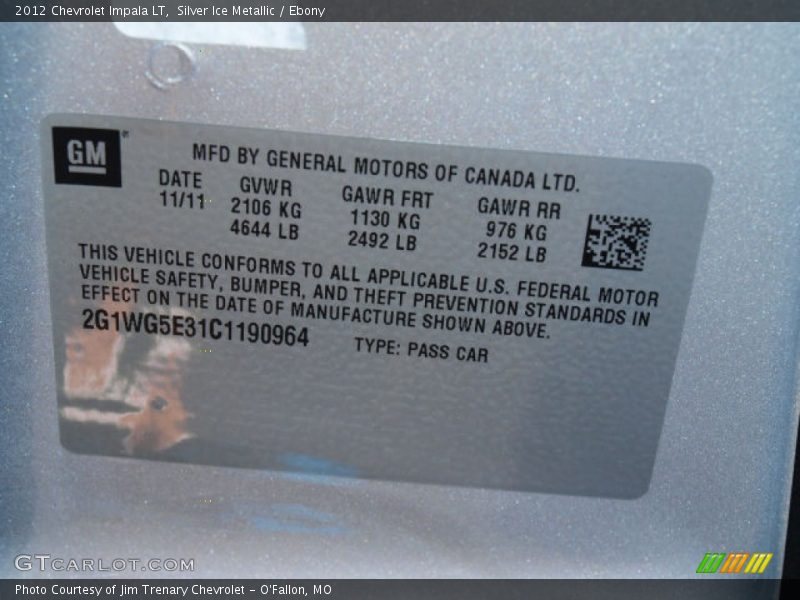 2012 Chevrolet Impala LT, Silver Ice Metallic / Ebony
GM
MFD BY GENERAL MOTORS OF CANADA LTD.
DATE GVWR GAWR FRT GAWR RR
11/11 2106 KG 1130 KG 976 KG
4644 LB 2492 LB 2152 LB
THIS VEHICLE CONFORMS TO ALL APPLICABLE U.S. FEDERAL MOTOR
VEHICLE SAFETY, BUMPER, AND THEFT PREVENTION STANDARDS IN
EFFECT ON THE DATE OF MANUFACTURE SHOWN ABOVE.
2G1WG5E31C1190964 TYPE: PASS CAR
GTCARLOT.COM
Photo Courtesy of Jim Trenary Chevrolet - O'Fallon, MO